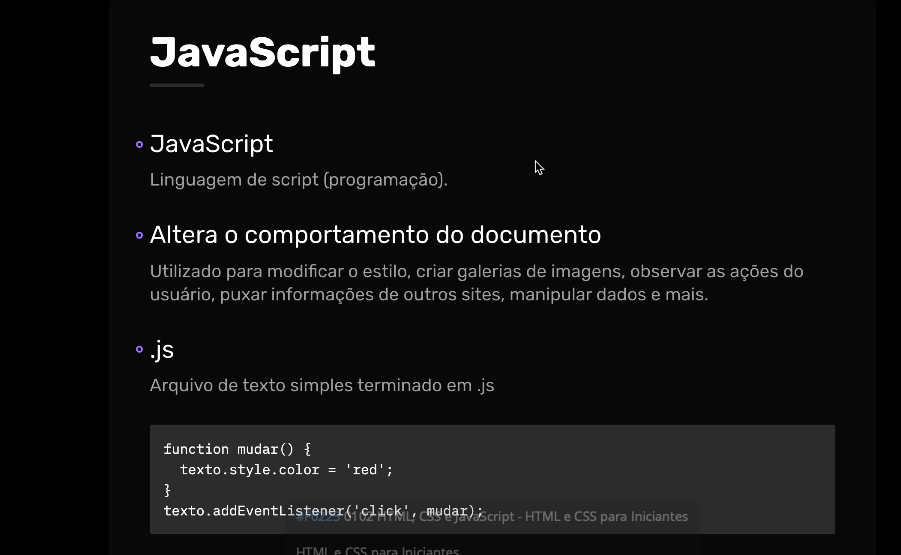 JavaScript
JavaScript
Linguagem de script (programação).
Altera o comportamento do documento
Utilizado para modificar o estilo, criar galerias de imagens, observar as ações do
usuário, puxar informações de outros sites, manipular dados e mais.
.js
Arquivo de texto simples terminado em .js
function mudar() {
  texto.style.color = 'red';
}
texto.addEventListener('click', mudar);
0102 HTML, CSS e JavaScript - HTML e CSS para Iniciantes
HTML e CSS para Iniciantes